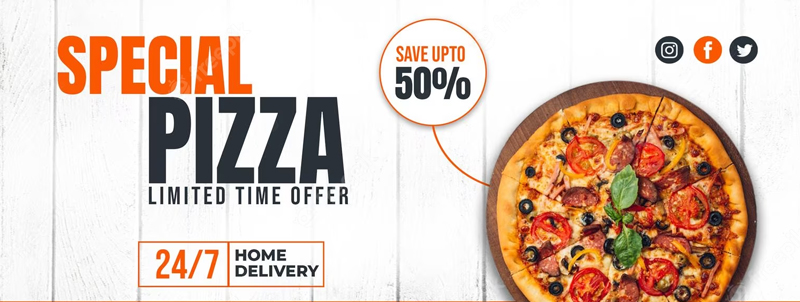 SPECIAL
PIZZA
LIMITED TIME OFFER
SAVE UPTO
50%
24/7
HOME
DELIVERY